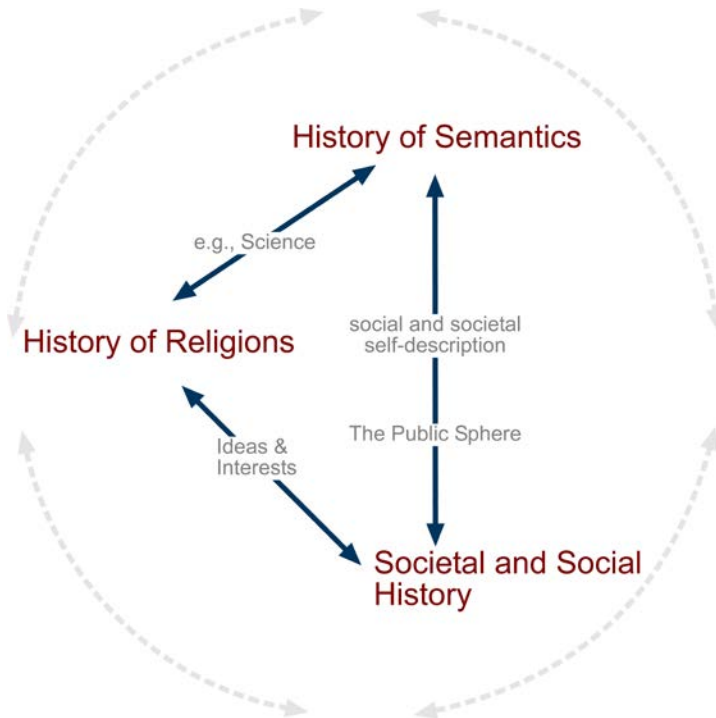 History of Semantics
e.g., Science
social and societal
self-description
History of Religions
The Public Sphere
Ideas &
Interests
Societal and Social
History